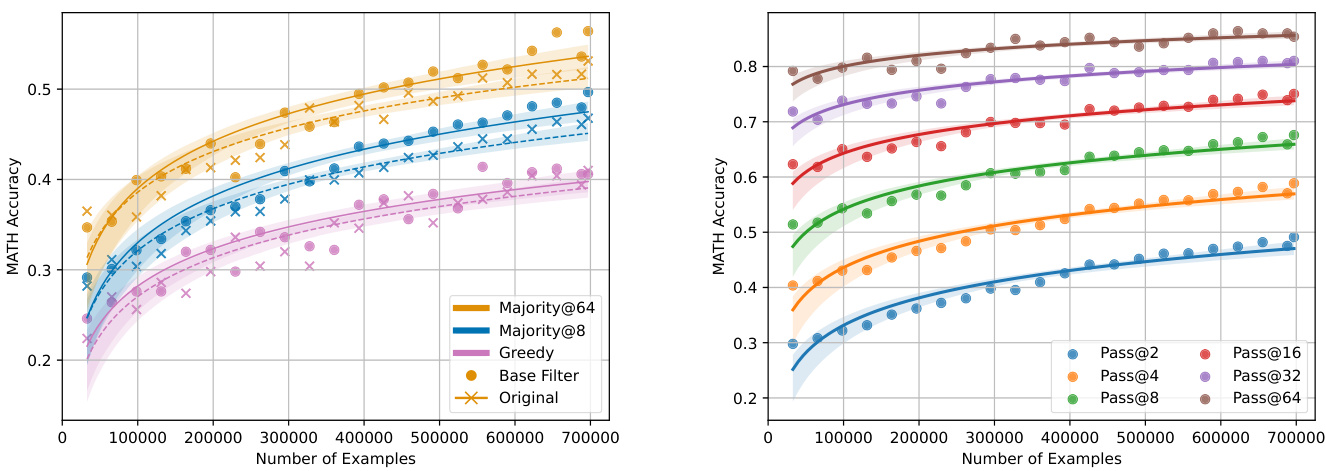 MATH Accuracy
0.5
0.4
0.3
0.2
0 100000 200000 300000 400000 500000 600000 700000
Number of Examples
Majority@64
Majority@8
Greedy
Base Filter
Original
MATH Accuracy
0.8
0.7
0.6
0.5
0.4
0.3
0.2
0 100000 200000 300000 400000 500000 600000 700000
Number of Examples
Pass@2 Pass@16
Pass@4 Pass@32
Pass@8 Pass@64